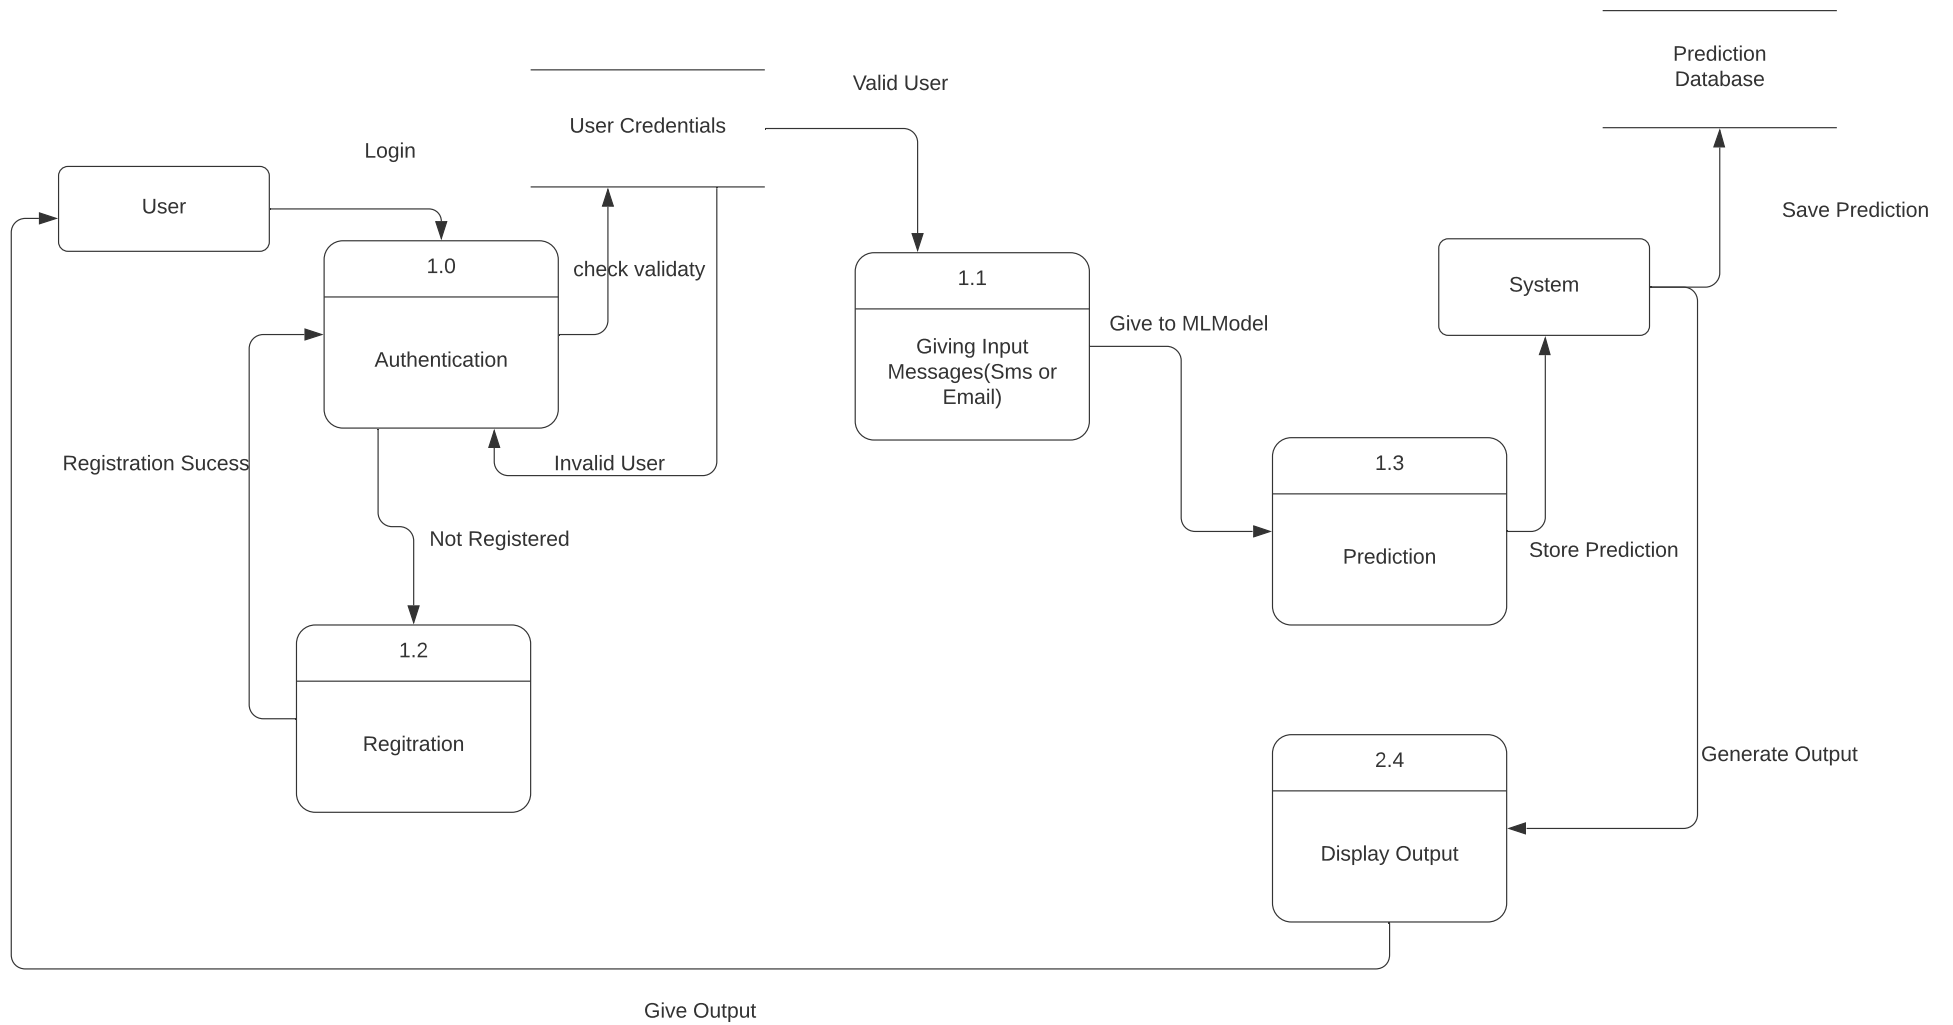 Prediction
Database
Valid User
User Credentials
Login
User
Save Prediction
1.0
check validaty
1.1
System
Give to MLModel
Giving Input
Messages(Sms or
Email)
Authentication
Registration Sucess
Invalid User
1.3
Not Registered
Store Prediction
Prediction
1.2
Regitration
Generate Output
2.4
Display Output
Give Output